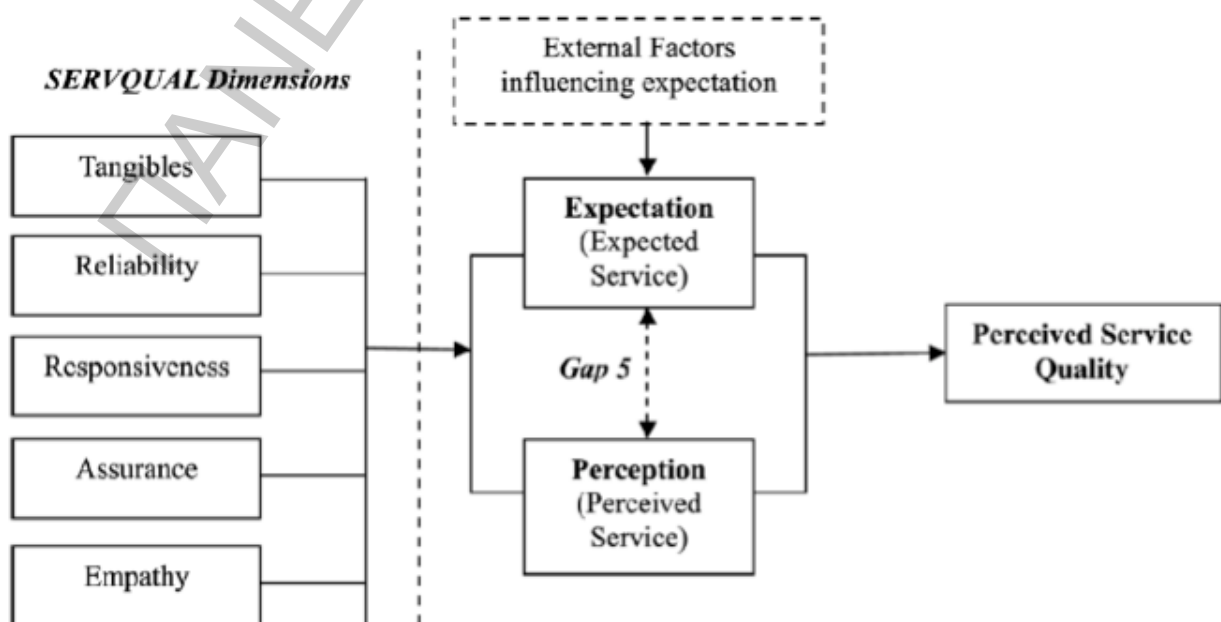 SERVQUAL Dimensions
Tangibles
Reliability
Responsiveness
Assurance
Empathy
External Factors
influencing expectation
Expectation
(Expected
Service)
Gap 5
Perception
(Perceived
Service)
Perceived Service
Quality
ΠΑΝΕ